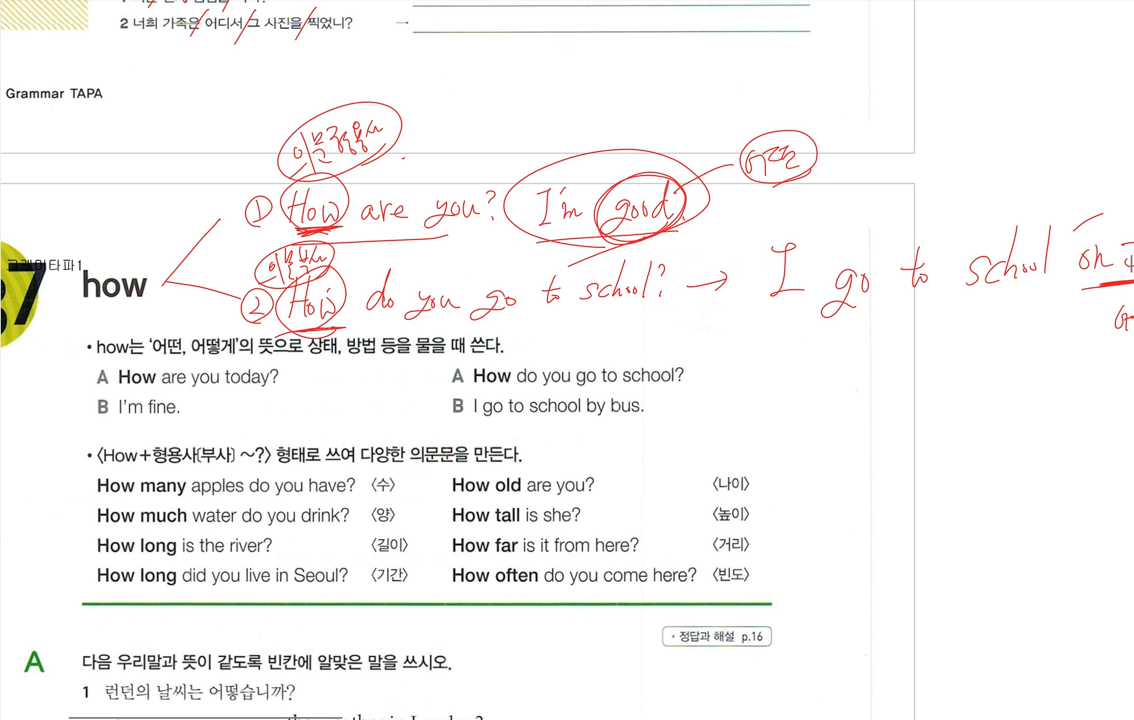 2 너희 가족은 어디서 그 사진을 찍었니? →
Grammar TAPA
의문형용사
① How are you? I'm good.
의문부사
② How do you go to school? → I go to school on
그래머타파1
how
• how는 ‘어떤, 어떻게’의 뜻으로 상태, 방법 등을 물을 때 쓴다.
A How are you today? A How do you go to school?
B I'm fine. B I go to school by bus.
• 〈How+형용사(부사) ~?〉 형태로 쓰여 다양한 의문문을 만든다.
How many apples do you have? 〈수〉 How old are you? 〈나이〉
How much water do you drink? 〈양〉 How tall is she? 〈높이〉
How long is the river? 〈길이〉 How far is it from here? 〈거리〉
How long did you live in Seoul? 〈기간〉 How often do you come here? 〈빈도〉
• 정답과 해설 p.16
A 다음 우리말과 뜻이 같도록 빈칸에 알맞은 말을 쓰시오.
1 런던의 날씨는 어떻습니까?